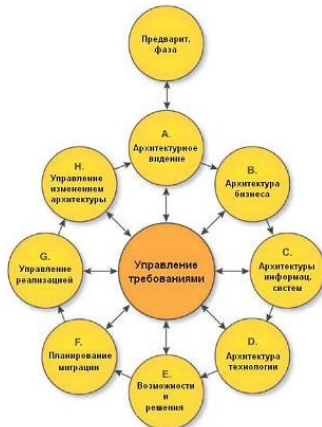 Предварит.
фаза
A.
Архитектурное
видение
B.
Архитектура
бизнеса
C.
Архитектуры
информац.
систем
D.
Архитектура
технологии
E.
Возможности
и
решения
F.
Планирование
миграции
G.
Управление
реализацией
H.
Управление
изменением
архитектуры
Управление
требованиями